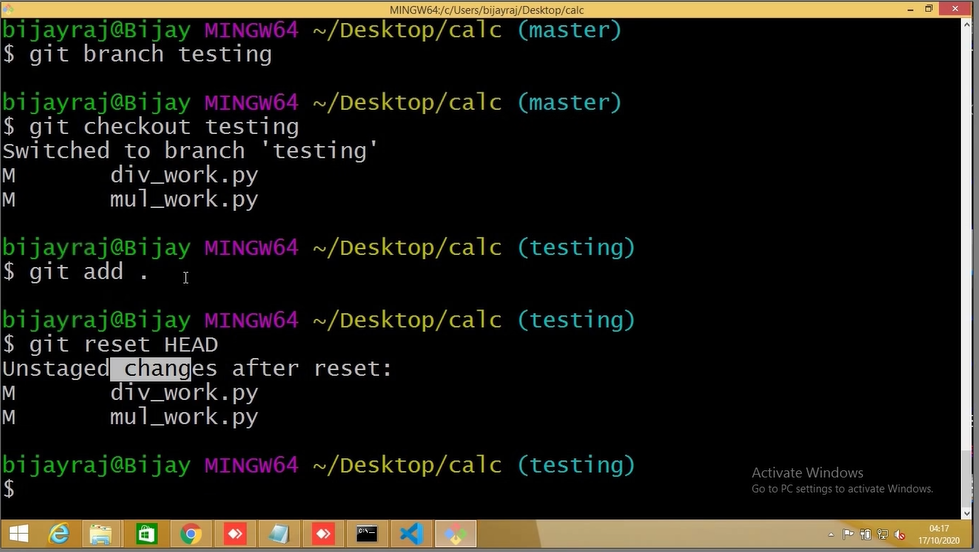 MINGW64:/c/Users/bijayraj/Desktop/calc
bijayraj@Bijay MINGW64 ~/Desktop/calc (master)
$ git branch testing
bijayraj@Bijay MINGW64 ~/Desktop/calc (master)
$ git checkout testing
Switched to branch 'testing'
M div_work.py
M mul_work.py
bijayraj@Bijay MINGW64 ~/Desktop/calc (testing)
$ git add .
bijayraj@Bijay MINGW64 ~/Desktop/calc (testing)
$ git reset HEAD
Unstaged changes after reset:
M div_work.py
M mul_work.py
bijayraj@Bijay MINGW64 ~/Desktop/calc (testing)
$
Activate Windows
Go to PC settings to activate Windows.
04:17
17/10/2020